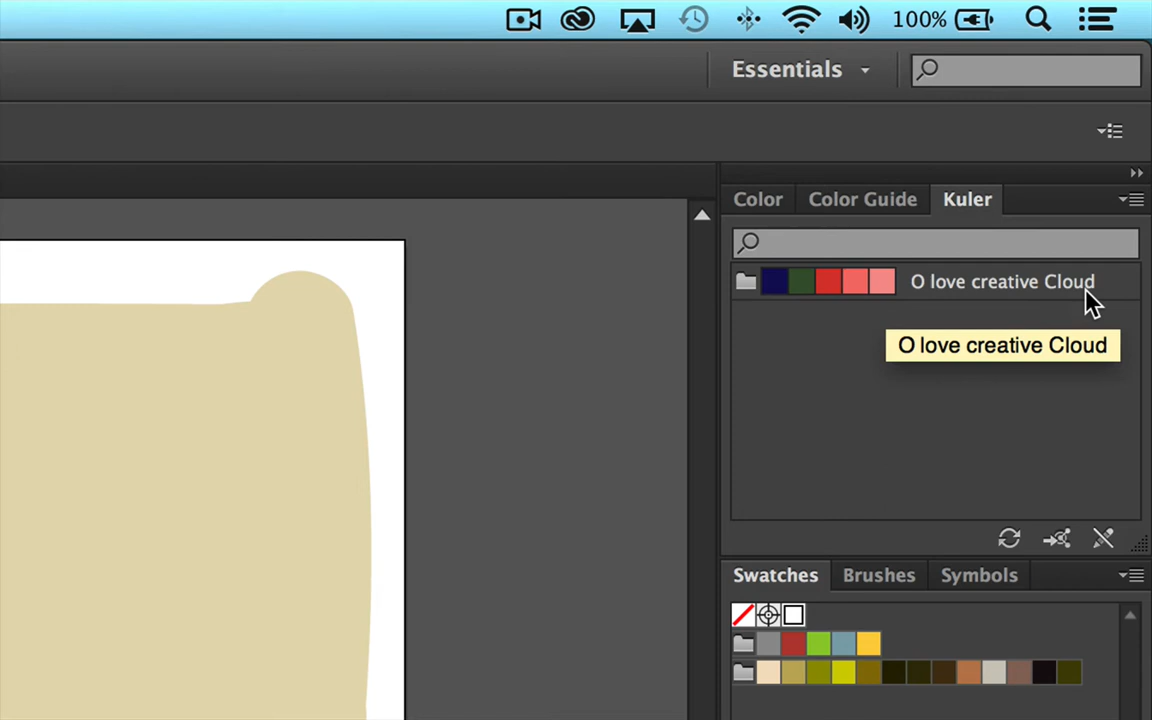 100%
Essentials
Color Color Guide Kuler
O love creative Cloud
O love creative Cloud
Swatches Brushes Symbols